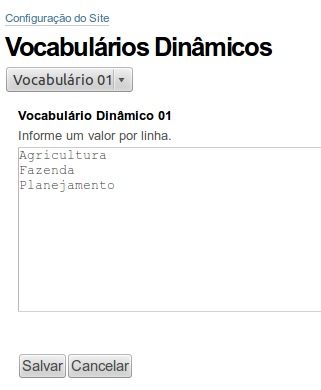 Configuração do Site
Vocabulários Dinâmicos
Vocabulário 01
Vocabulário Dinâmico 01
Informe um valor por linha.
Agricultura
Fazenda
Planejamento
Salvar Cancelar